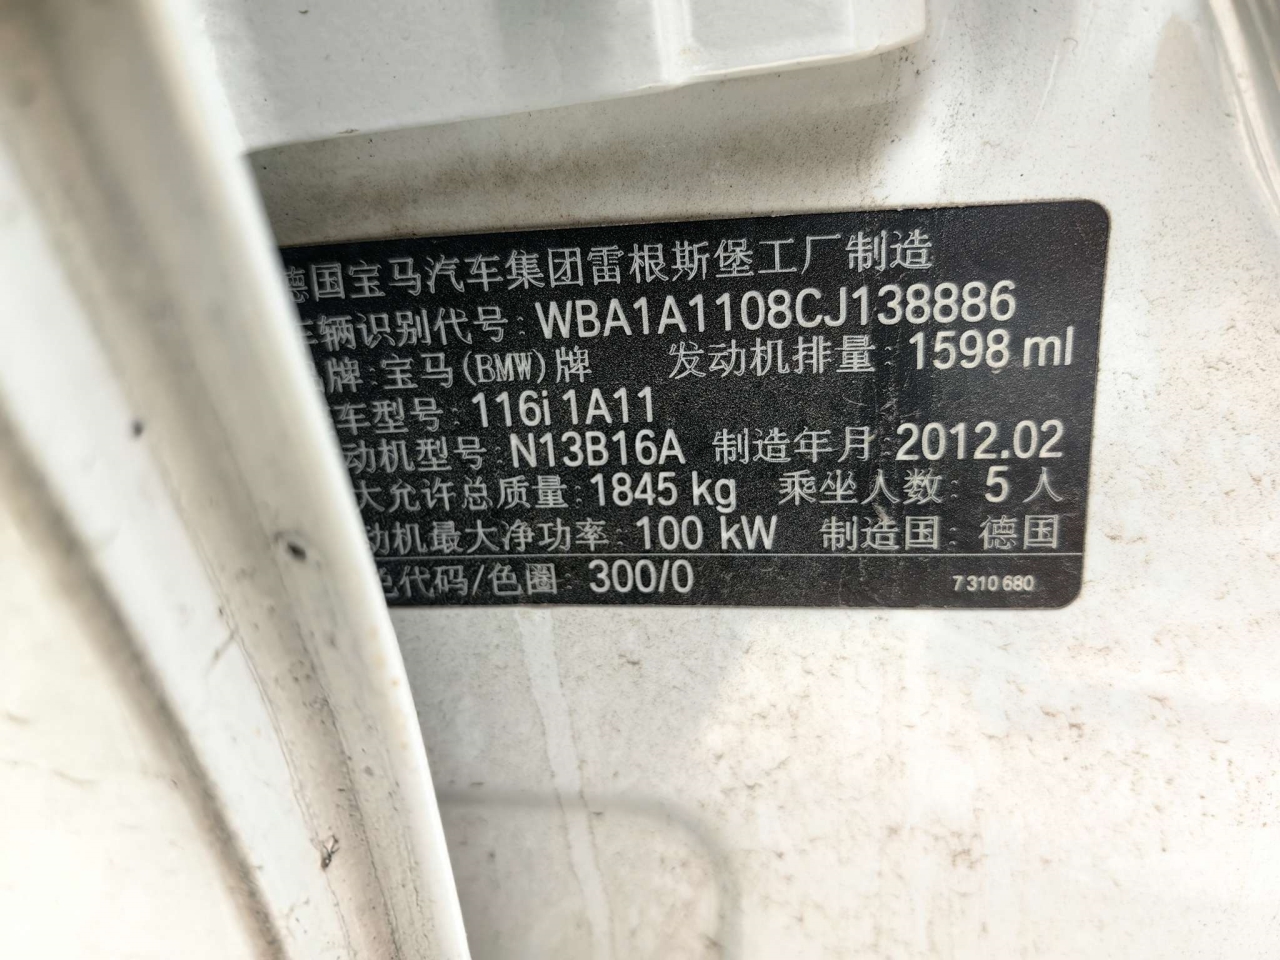 德国宝马汽车集团雷根斯堡工厂制造
车辆识别代号: WBA1A1108CJ138886
品牌: 宝马(BMW)牌 发动机排量: 1598 ml
车型号: 116i 1A11
动机型号: N13B16A 制造年月: 2012.02
大允许总质量: 1845 kg 乘坐人数: 5 人
动机最大净功率: 100 kW 制造国: 德国
色代码/色圈: 300/0 7 310 680